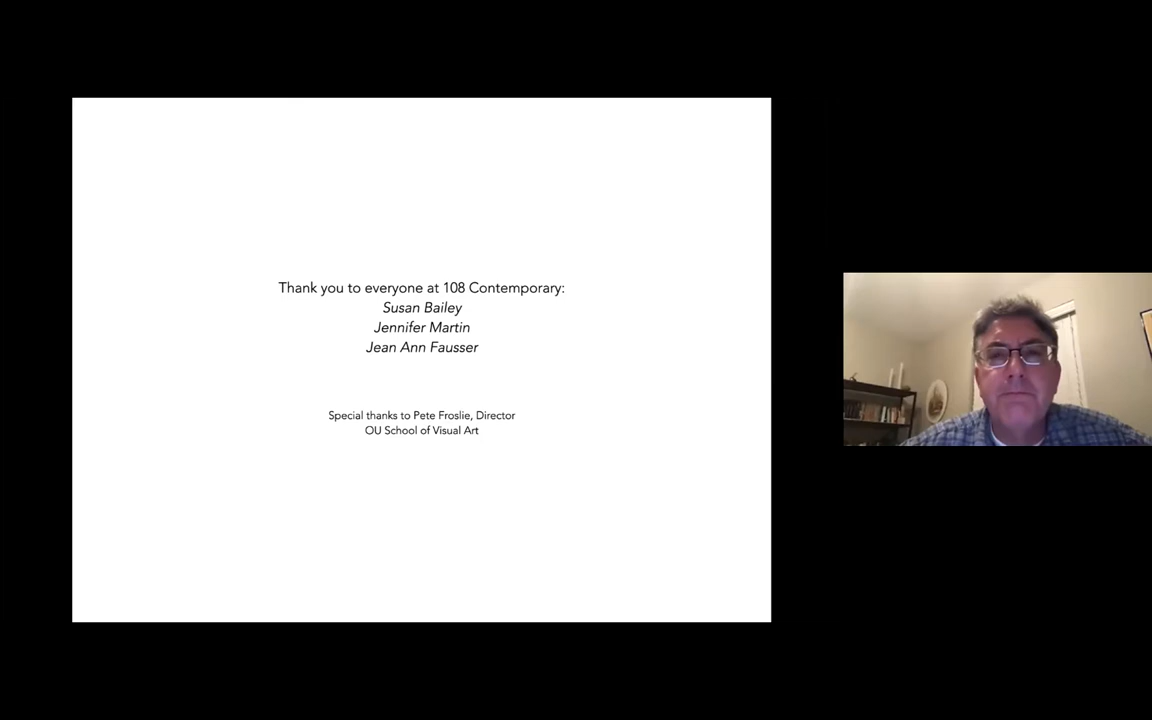 Thank you to everyone at 108 Contemporary:
Susan Bailey
Jennifer Martin
Jean Ann Fausser
Special thanks to Pete Froslie, Director
OU School of Visual Art